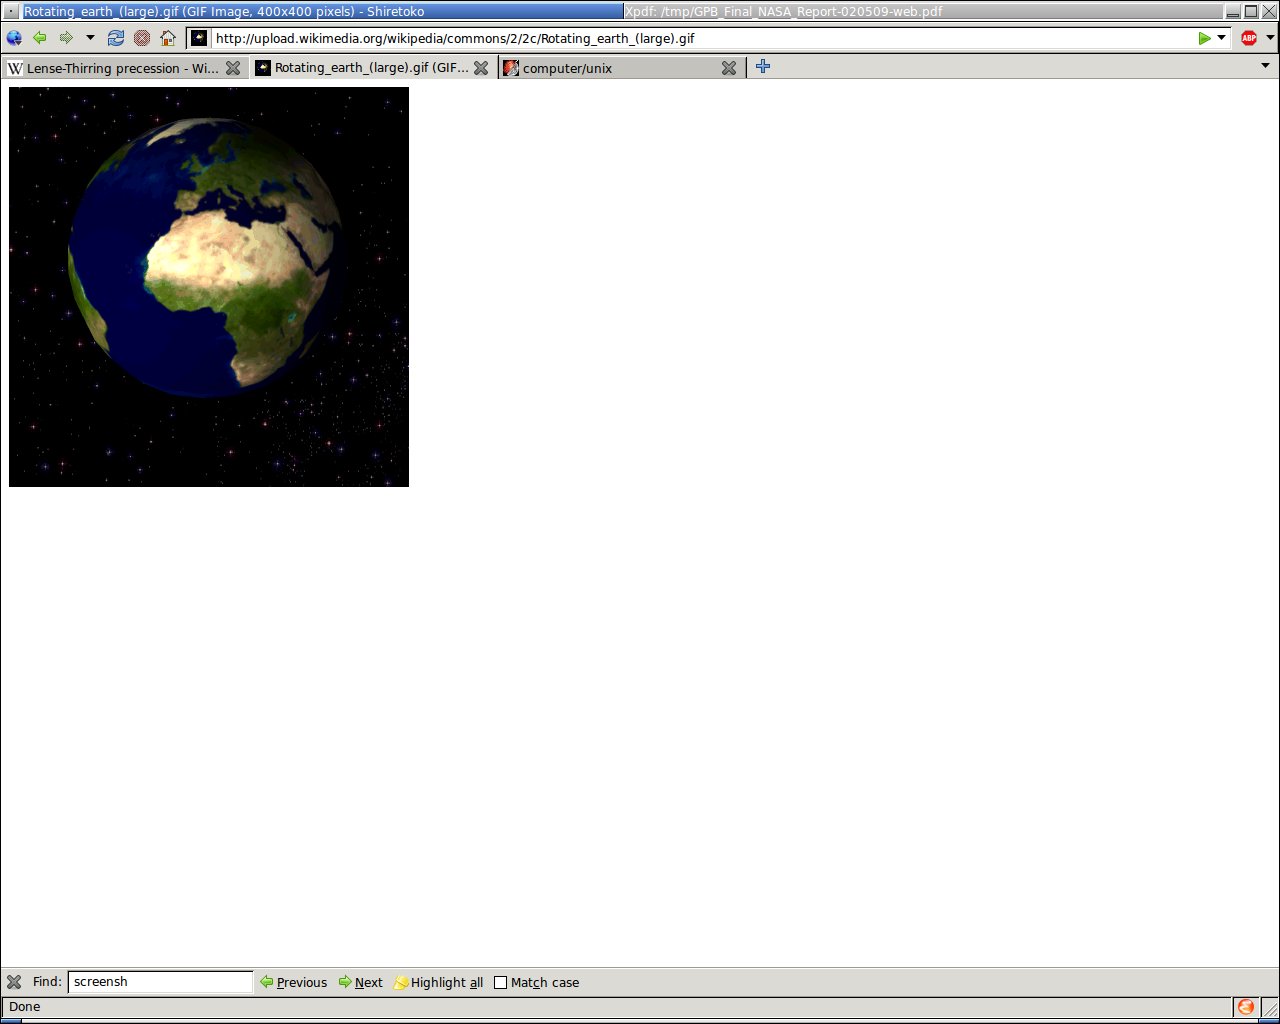 Rotating_earth_(large).gif (GIF Image, 400x400 pixels) - Shiretoko
Xpdf: /tmp/GPB_Final_NASA_Report-020509-web.pdf
http://upload.wikimedia.org/wikipedia/commons/2/2c/Rotating_earth_(large).gif
ABP
W Lense-Thirring precession - Wi...
Rotating_earth_(large).gif (GIF...
computer/unix
Find: screensh Previous Next Highlight all Match case
Done